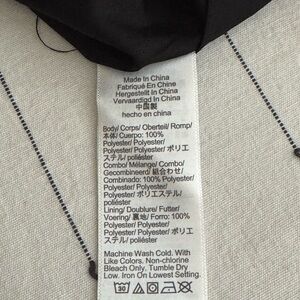 Made In China
Fabriqué En Chine
Hergestellt In China
Vervaardigd In China
中国製
hecho en china
Body/ Corps/ Oberteil/ Romp/
本体/ Cuerpo: 100%
Polyester/ Polyester/
Polyester/ Polyester/ ポリエ
ステル/ poliéster
Combo/ Mélange/ Combo/
Gecombineerd/ 組合わせ/
Combinado: 100% Polyester/
Polyester/ Polyester/
Polyester/ ポリエステル/
poliéster
Lining/ Doublure/ Futter/
Voering/ 裏地/ Forro: 100%
Polyester/ Polyester/
Polyester/ Polyester/ ポリエ
ステル/ poliéster
Machine Wash Cold. With
Like Colors. Non-chlorine
Bleach Only. Tumble Dry
Low. Iron On Lowest Setting.
30